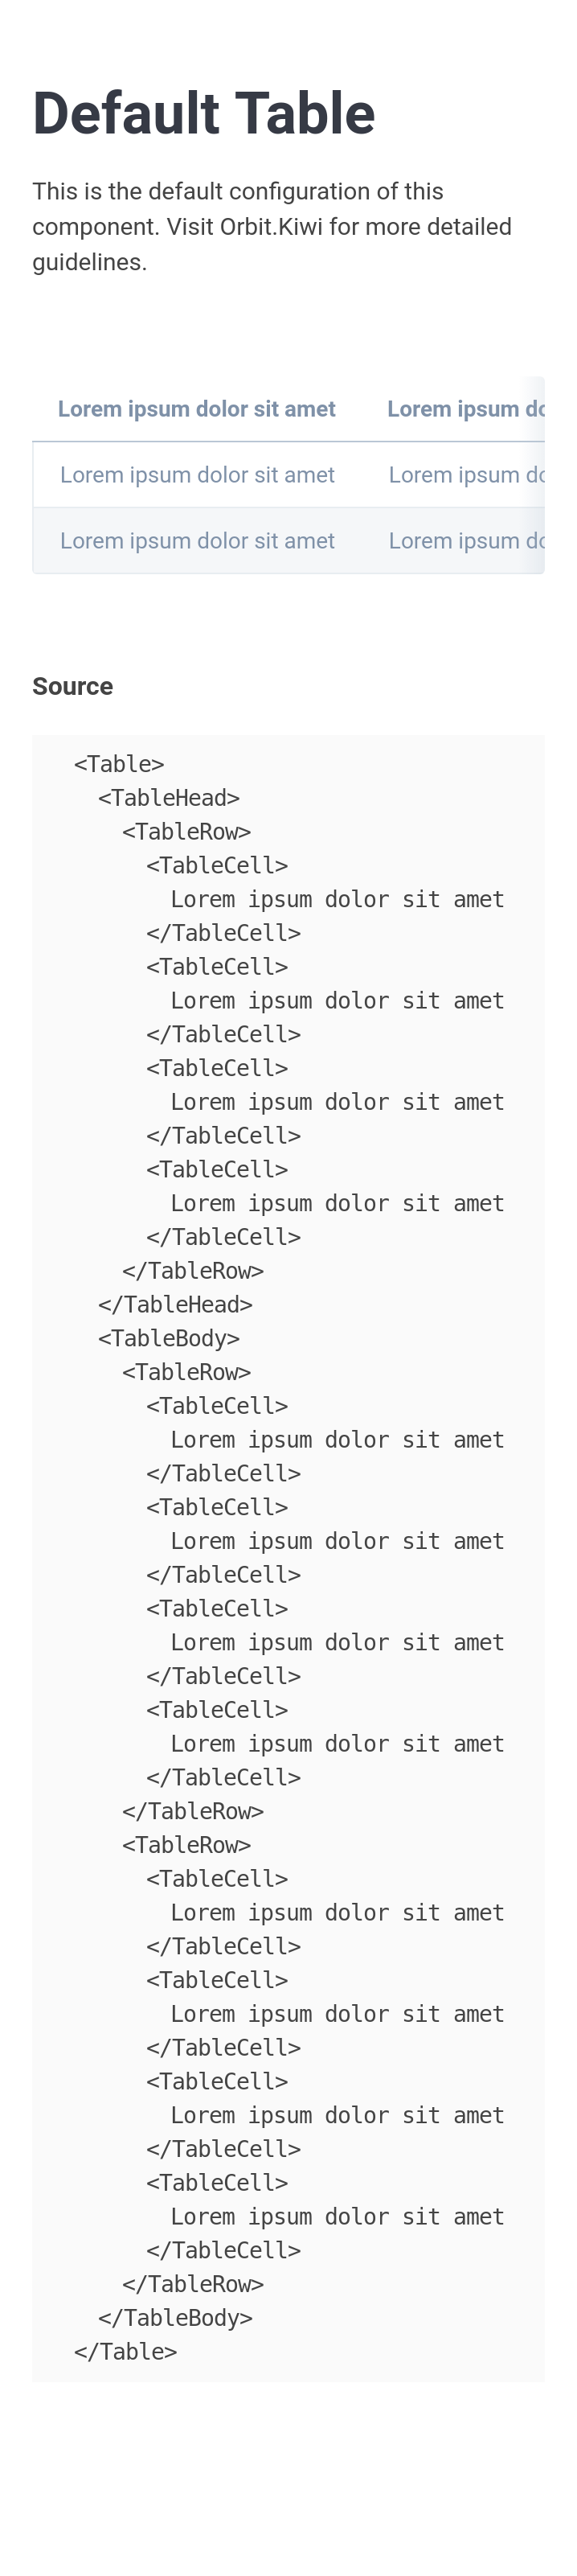 Default Table
This is the default configuration of this
component. Visit Orbit.Kiwi for more detailed
guidelines.
Lorem ipsum dolor sit amet Lorem ipsum do
Lorem ipsum dolor sit amet Lorem ipsum do
Lorem ipsum dolor sit amet Lorem ipsum do
Source
<Table>
<TableHead>
<TableRow>
<TableCell>
Lorem ipsum dolor sit amet
</TableCell>
<TableCell>
Lorem ipsum dolor sit amet
</TableCell>
<TableCell>
Lorem ipsum dolor sit amet
</TableCell>
<TableCell>
Lorem ipsum dolor sit amet
</TableCell>
</TableRow>
</TableHead>
<TableBody>
<TableRow>
<TableCell>
Lorem ipsum dolor sit amet
</TableCell>
<TableCell>
Lorem ipsum dolor sit amet
</TableCell>
<TableCell>
Lorem ipsum dolor sit amet
</TableCell>
<TableCell>
Lorem ipsum dolor sit amet
</TableCell>
</TableRow>
<TableRow>
<TableCell>
Lorem ipsum dolor sit amet
</TableCell>
<TableCell>
Lorem ipsum dolor sit amet
</TableCell>
<TableCell>
Lorem ipsum dolor sit amet
</TableCell>
<TableCell>
Lorem ipsum dolor sit amet
</TableCell>
</TableRow>
</TableBody>
</Table>